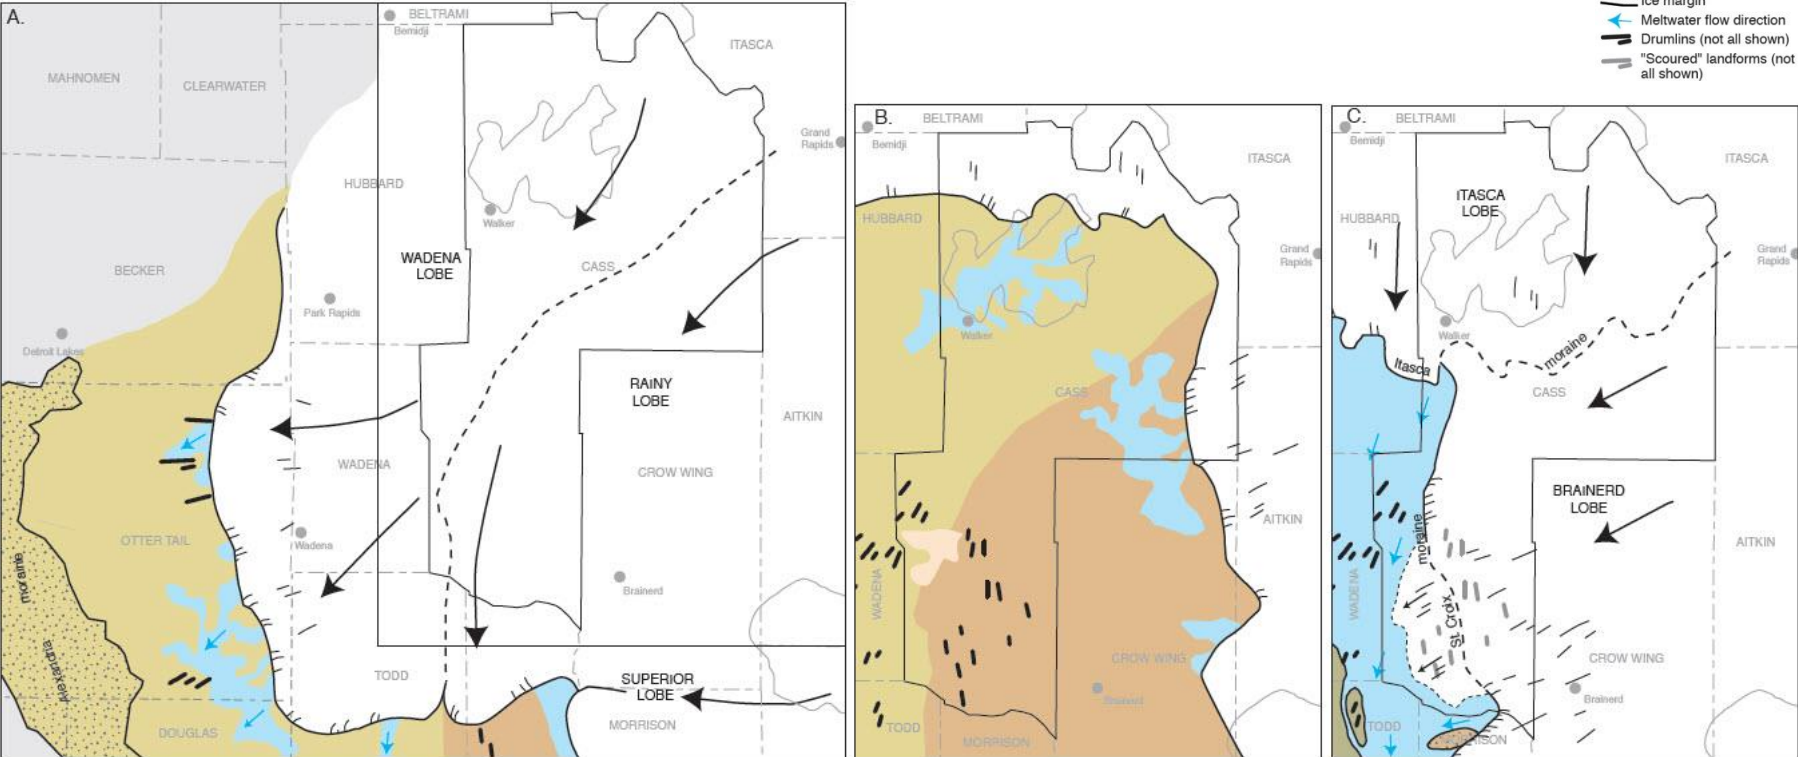 A.
BELTRAMI
Bemidji
ITASCA
MAHNOMEN
CLEARWATER
Grand
Rapids
HUBBARD
Walker
WADENA
LOBE
CASS
BECKER
Park Rapids
Detroit Lakes
RAINY
LOBE
AITKIN
WADENA
CROW WING
OTTER TAIL
Wadena
moraine
Brainerd
Alexandria
TODD
SUPERIOR
LOBE
MORRISON
DOUGLAS
B.
BELTRAMI
Bemidji
ITASCA
HUBBARD
Grand
Rapids
Walker
CASS
AITKIN
WADENA
CROW WING
Brainerd
TODD
MORRISON
Ice margin
Meltwater flow direction
Drumlins (not all shown)
"Scoured" landforms (not
all shown)
C.
BELTRAMI
Bemidji
ITASCA
ITASCA
LOBE
HUBBARD
Grand
Rapids
Walker
Itasca
moraine
CASS
BRAINERD
LOBE
moraine
AITKIN
WADENA
St. Croix
CROW WING
Brainerd
TODD
MORRISON